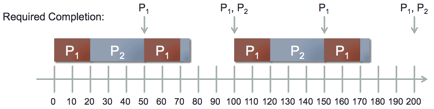 P₁ P₁, P₂ P₁ P₁, P₂
Required Completion:
P₁ P₂ P₁ P₁ P₂ P₁
0 10 20 30 40 50 60 70 80 90 100 110 120 130 140 150 160 170 180 190 200